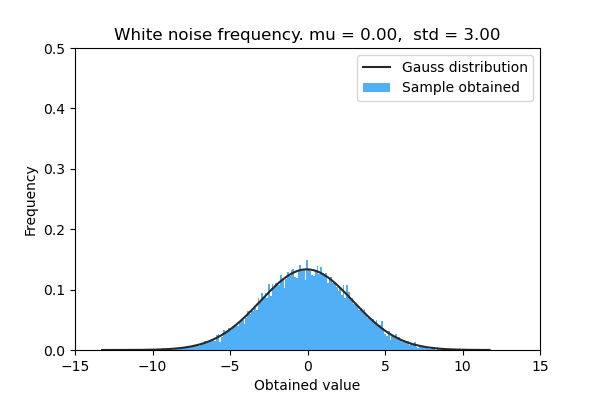 White noise frequency. mu = 0.00,  std = 3.00
Gauss distribution
Sample obtained
Frequency
0.5
0.4
0.3
0.2
0.1
0.0
−15
−10
−5
0
5
10
15
Obtained value